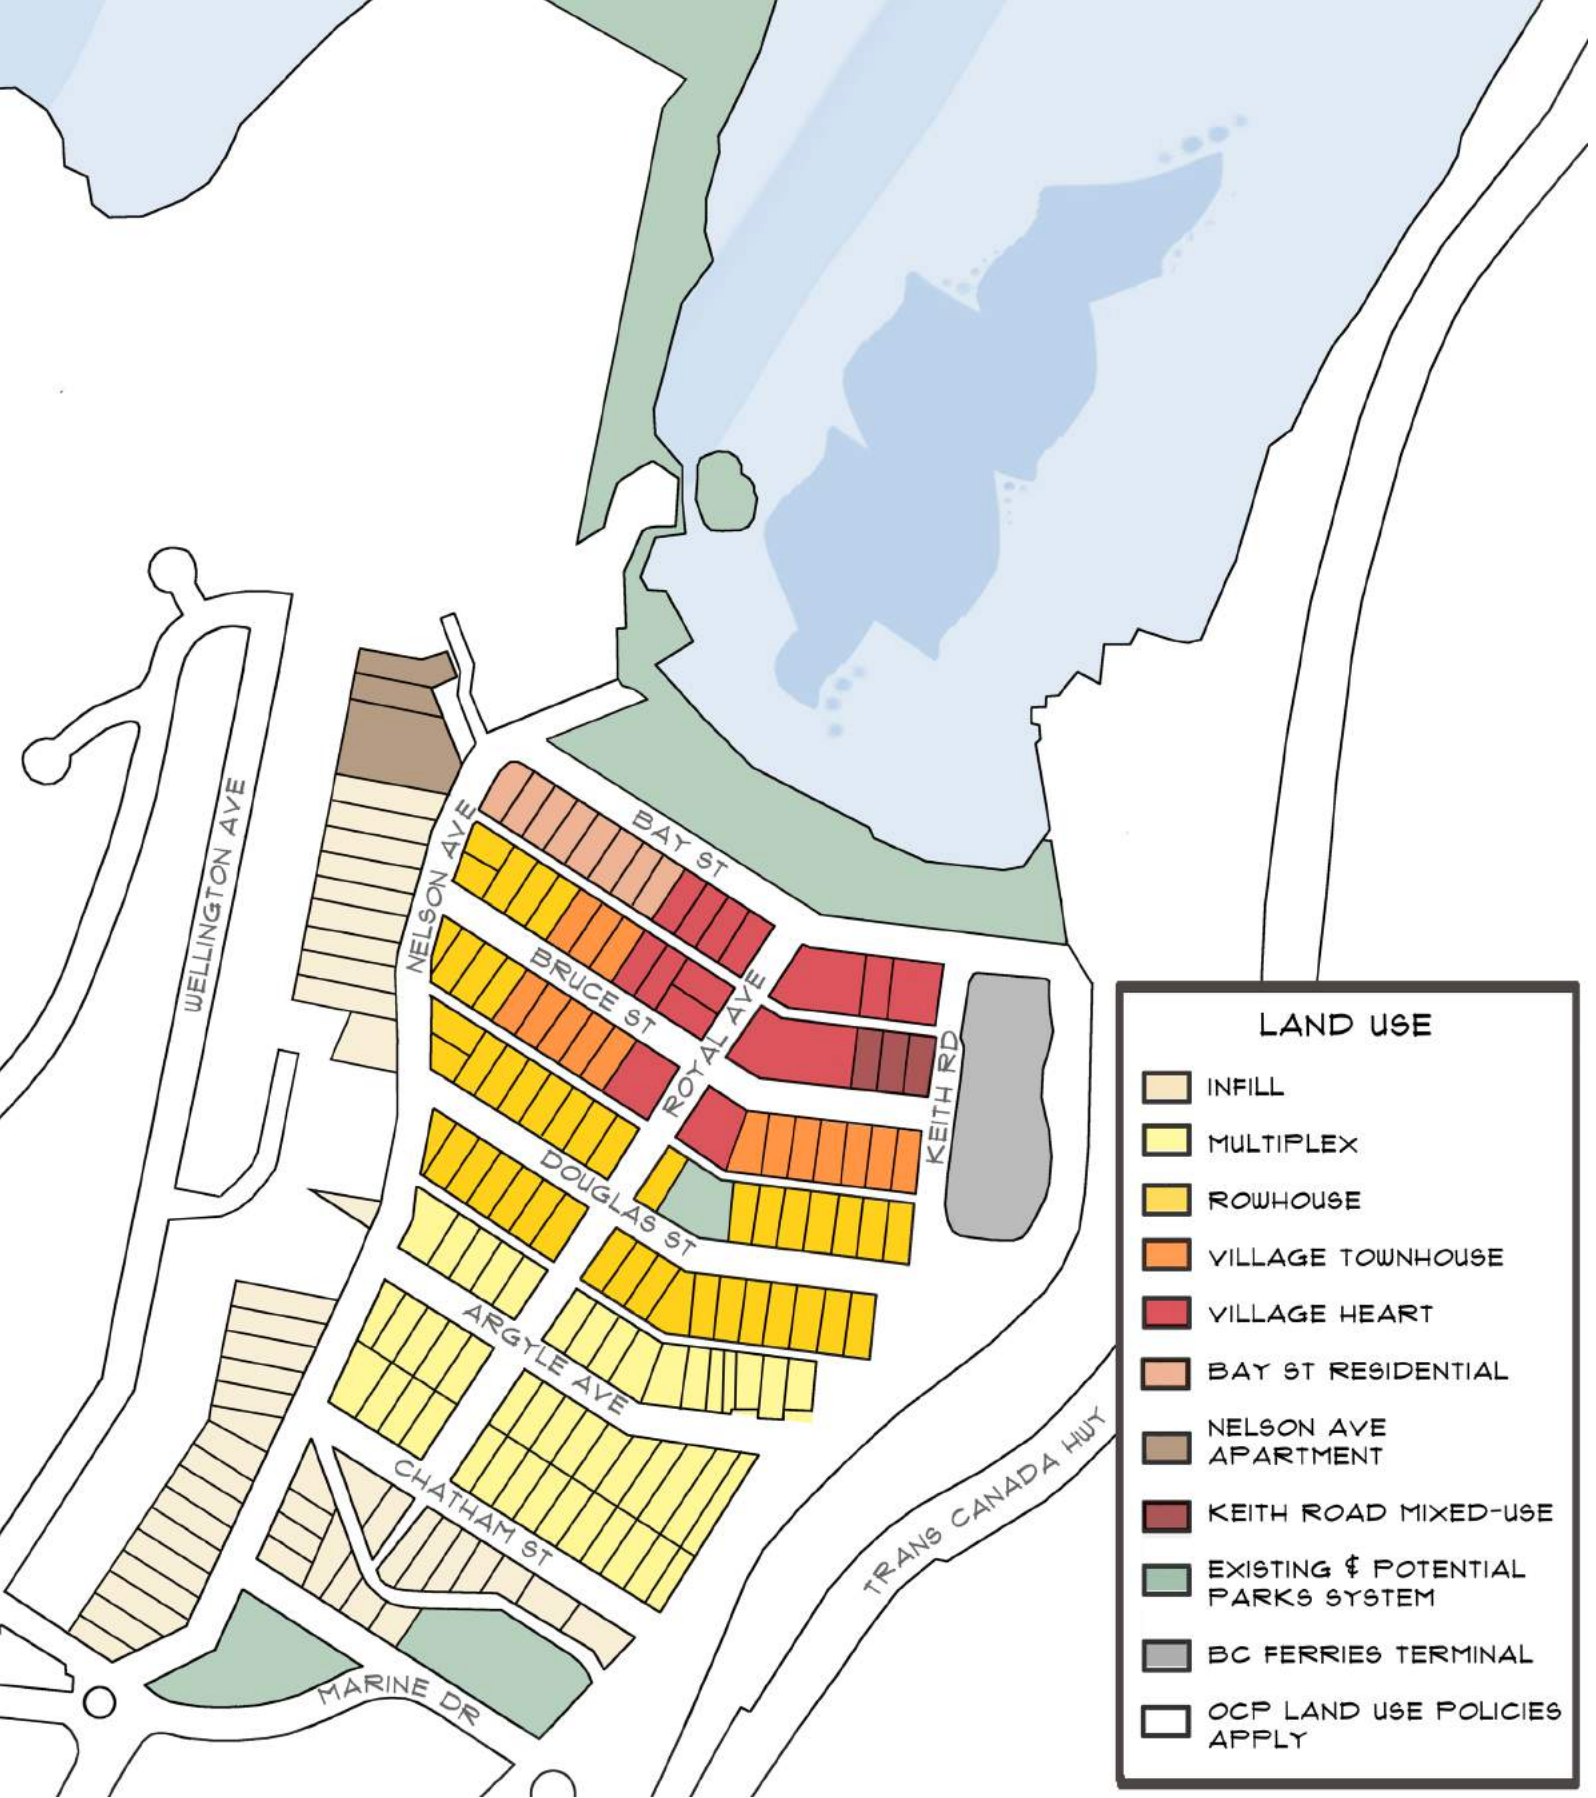 WELLINGTON AVE
NELSON AVE
BAY ST
BRUCE ST
ROYAL AVE
KEITH RD
DOUGLAS ST
ARGYLE AVE
CHATHAM ST
MARINE DR
TRANS CANADA HWY
LAND USE
INFILL
MULTIPLEX
ROWHOUSE
VILLAGE TOWNHOUSE
VILLAGE HEART
BAY ST RESIDENTIAL
NELSON AVE
APARTMENT
KEITH ROAD MIXED-USE
EXISTING & POTENTIAL
PARKS SYSTEM
BC FERRIES TERMINAL
OCP LAND USE POLICIES
APPLY